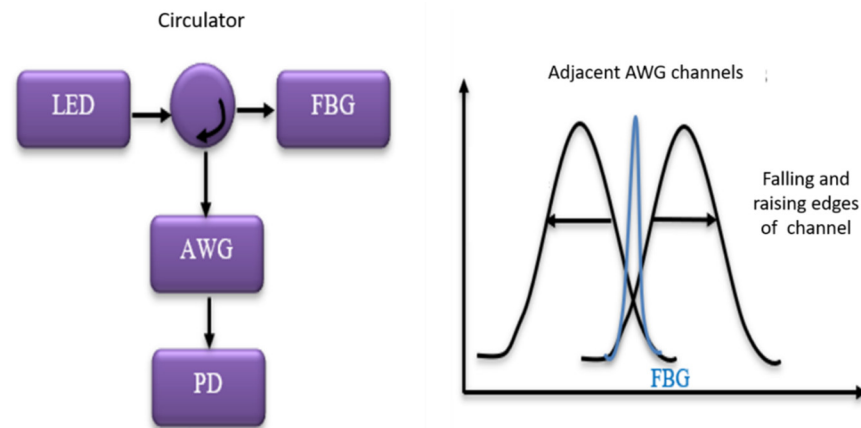 Circulator
LED
FBG
AWG
PD
Adjacent AWG channels ;
Falling and
raising edges
of channel
FBG